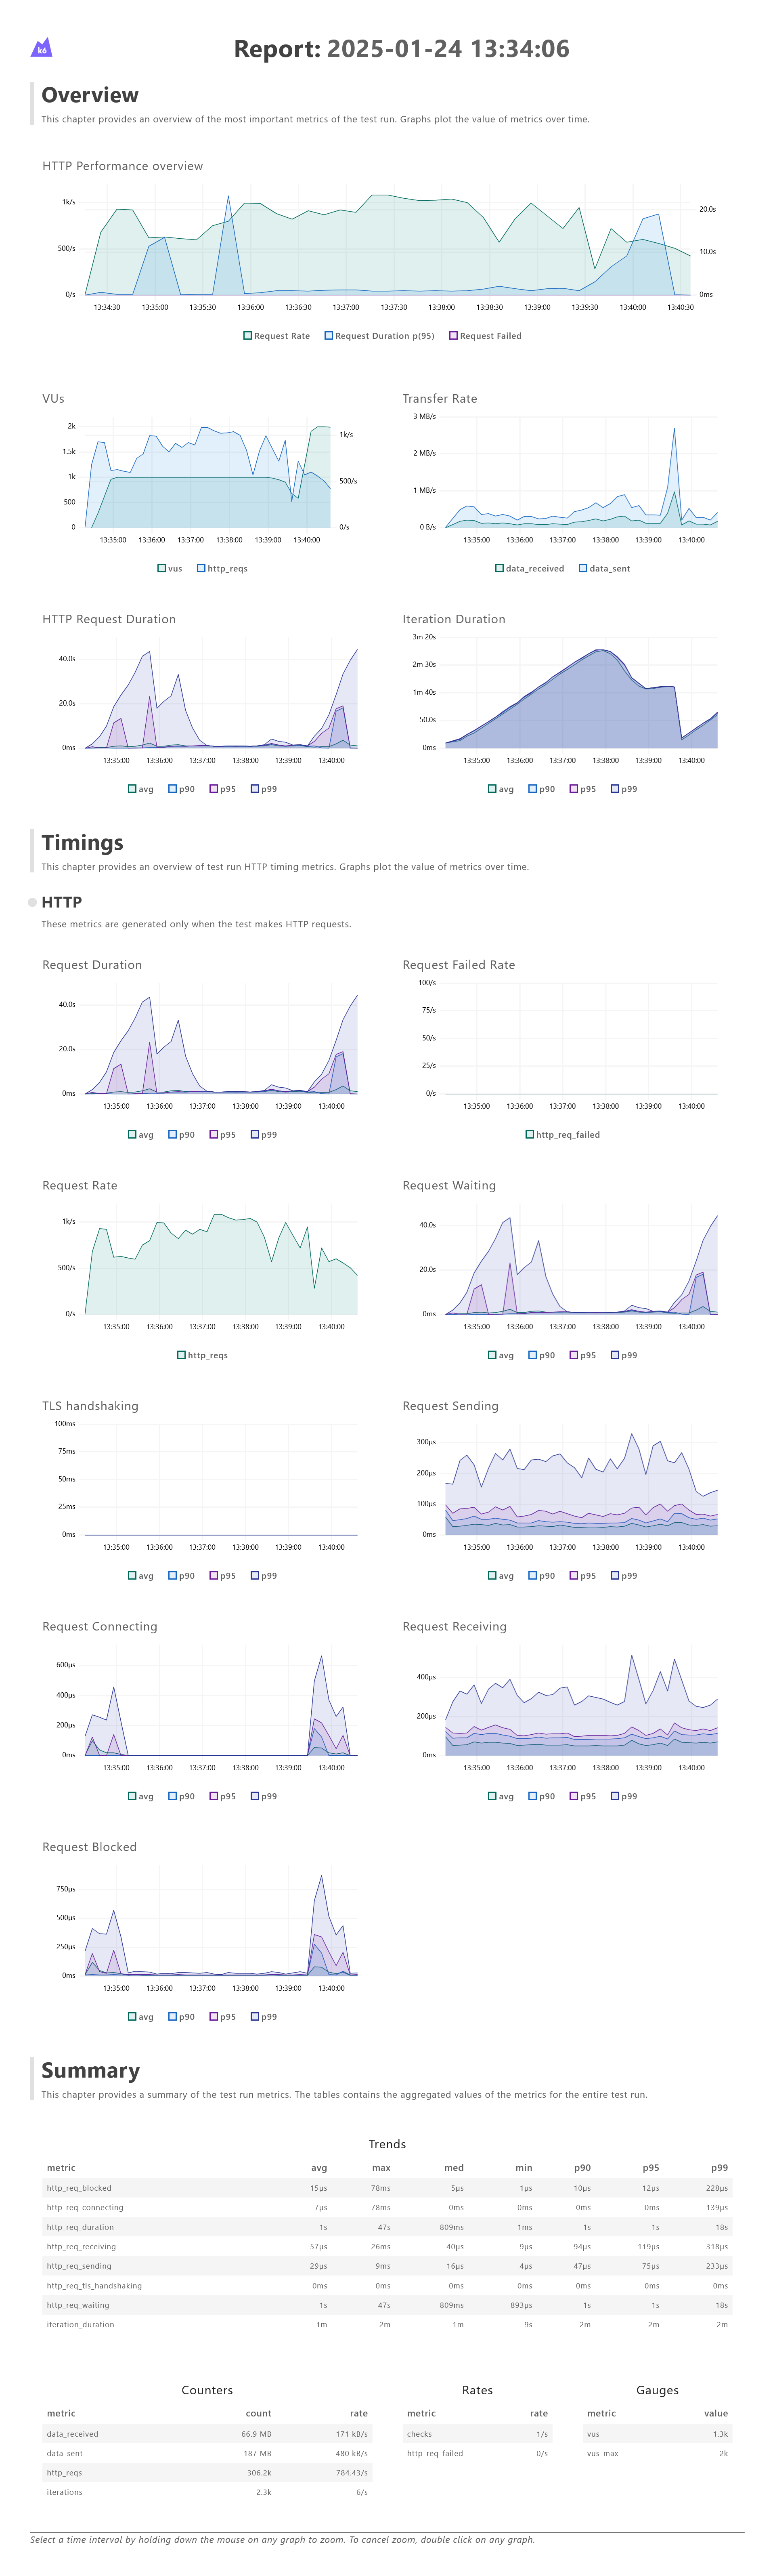 k6
Report: 2025-01-24 13:34:06
Overview
This chapter provides an overview of the most important metrics of the test run. Graphs plot the value of metrics over time.
HTTP Performance overview
1k/s
500/s
0/s
20.0s
10.0s
0ms
13:34:30 13:35:00 13:35:30 13:36:00 13:36:30 13:37:00 13:37:30 13:38:00 13:38:30 13:39:00 13:39:30 13:40:00 13:40:30
Request Rate Request Duration p(95) Request Failed
VUs
2k
1.5k
1k
500
0
1k/s
500/s
0/s
13:35:00 13:36:00 13:37:00 13:38:00 13:39:00 13:40:00
vus http_reqs
Transfer Rate
3 MB/s
2 MB/s
1 MB/s
0 B/s
13:35:00 13:36:00 13:37:00 13:38:00 13:39:00 13:40:00
data_received data_sent
HTTP Request Duration
40.0s
20.0s
0ms
13:35:00 13:36:00 13:37:00 13:38:00 13:39:00 13:40:00
avg p90 p95 p99
Iteration Duration
3m 20s
2m 30s
1m 40s
50.0s
0ms
13:35:00 13:36:00 13:37:00 13:38:00 13:39:00 13:40:00
avg p90 p95 p99
Timings
This chapter provides an overview of test run HTTP timing metrics. Graphs plot the value of metrics over time.
HTTP
These metrics are generated only when the test makes HTTP requests.
Request Duration
40.0s
20.0s
0ms
13:35:00 13:36:00 13:37:00 13:38:00 13:39:00 13:40:00
avg p90 p95 p99
Request Failed Rate
100/s
75/s
50/s
25/s
0/s
13:35:00 13:36:00 13:37:00 13:38:00 13:39:00 13:40:00
http_req_failed
Request Rate
1k/s
500/s
0/s
13:35:00 13:36:00 13:37:00 13:38:00 13:39:00 13:40:00
http_reqs
Request Waiting
40.0s
20.0s
0ms
13:35:00 13:36:00 13:37:00 13:38:00 13:39:00 13:40:00
avg p90 p95 p99
TLS handshaking
100ms
75ms
50ms
25ms
0ms
13:35:00 13:36:00 13:37:00 13:38:00 13:39:00 13:40:00
avg p90 p95 p99
Request Sending
300µs
200µs
100µs
0ms
13:35:00 13:36:00 13:37:00 13:38:00 13:39:00 13:40:00
avg p90 p95 p99
Request Connecting
600µs
400µs
200µs
0ms
13:35:00 13:36:00 13:37:00 13:38:00 13:39:00 13:40:00
avg p90 p95 p99
Request Receiving
400µs
200µs
0ms
13:35:00 13:36:00 13:37:00 13:38:00 13:39:00 13:40:00
avg p90 p95 p99
Request Blocked
750µs
500µs
250µs
0ms
13:35:00 13:36:00 13:37:00 13:38:00 13:39:00 13:40:00
avg p90 p95 p99
Summary
This chapter provides a summary of the test run metrics. The tables contains the aggregated values of the metrics for the entire test run.
Trends
metric avg max med min p90 p95 p99
http_req_blocked 15µs 78ms 5µs 1µs 10µs 12µs 228µs
http_req_connecting 7µs 78ms 0ms 0ms 0ms 0ms 139µs
http_req_duration 1s 47s 809ms 1ms 1s 1s 18s
http_req_receiving 57µs 26ms 40µs 9µs 94µs 119µs 318µs
http_req_sending 29µs 9ms 16µs 4µs 47µs 75µs 233µs
http_req_tls_handshaking 0ms 0ms 0ms 0ms 0ms 0ms 0ms
http_req_waiting 1s 47s 809ms 893µs 1s 1s 18s
iteration_duration 1m 2m 1m 9s 2m 2m 2m
Counters
metric count rate
data_received 66.9 MB 171 kB/s
data_sent 187 MB 480 kB/s
http_reqs 306.2k 784.43/s
iterations 2.3k 6/s
Rates
metric rate
checks 1/s
http_req_failed 0/s
Gauges
metric value
vus 1.3k
vus_max 2k
Select a time interval by holding down the mouse on any graph to zoom. To cancel zoom, double click on any graph.